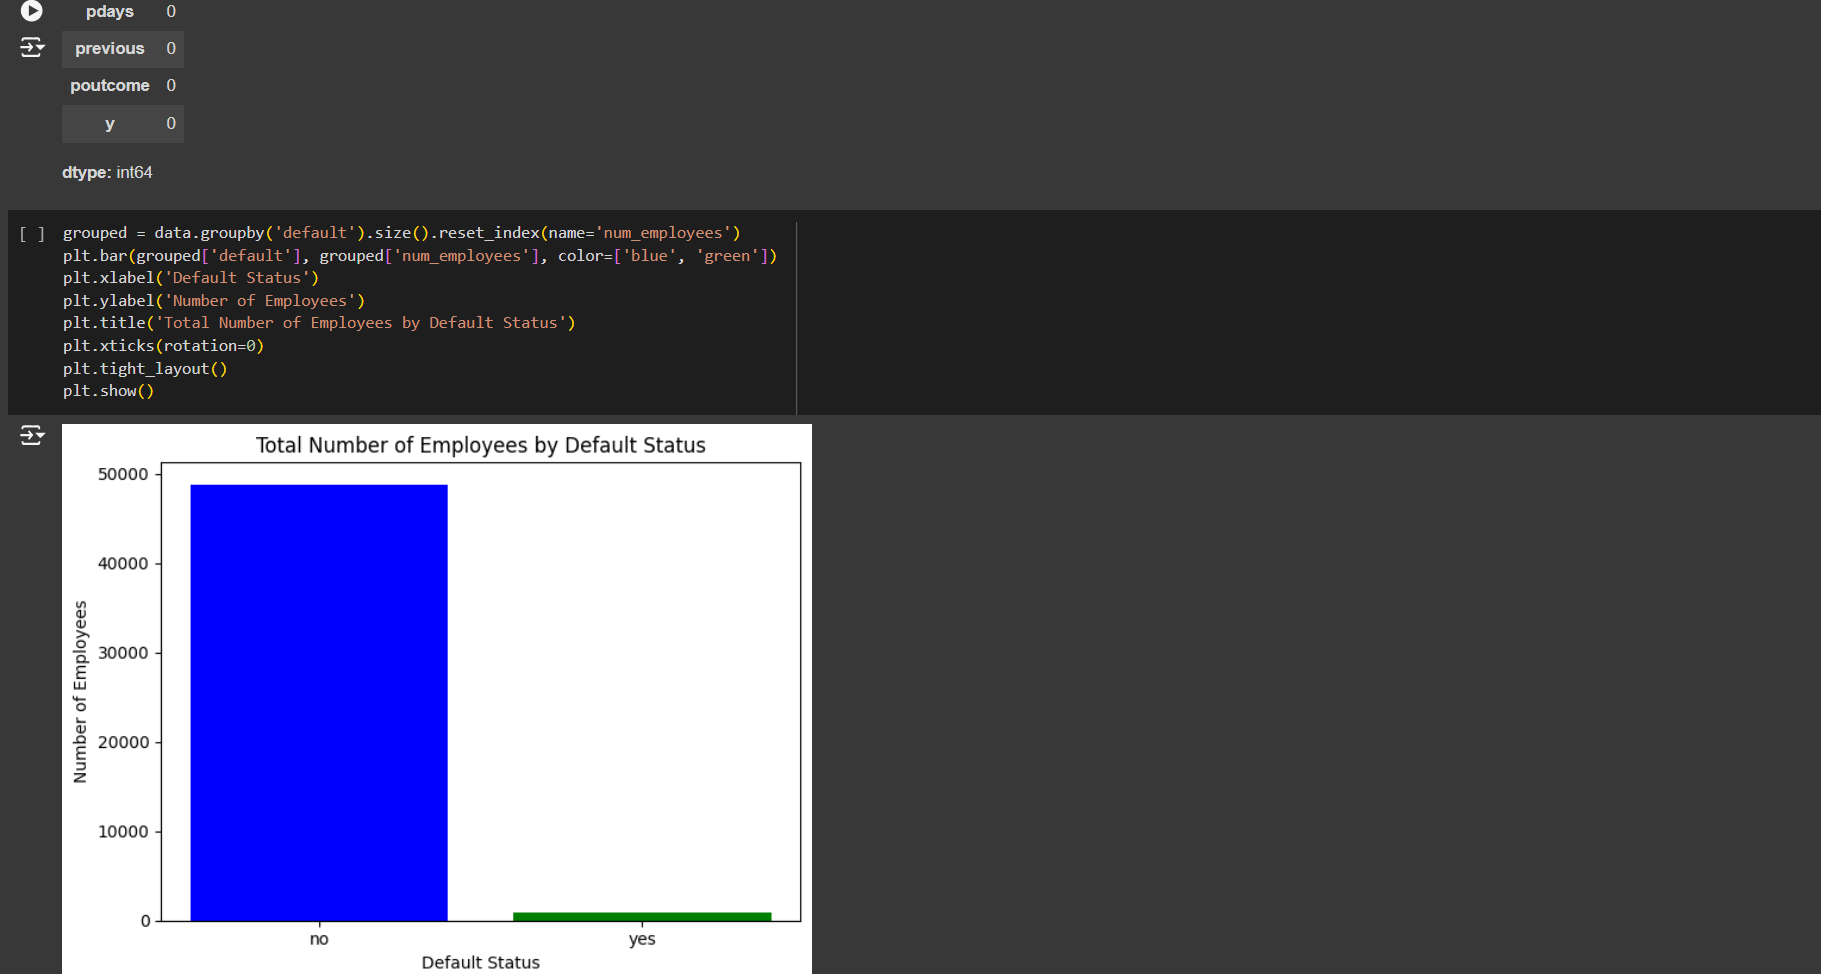 pdays 0
previous 0
poutcome 0
y 0
dtype: int64
[ ] grouped = data.groupby('default').size().reset_index(name='num_employees')
plt.bar(grouped['default'], grouped['num_employees'], color=['blue', 'green'])
plt.xlabel('Default Status')
plt.ylabel('Number of Employees')
plt.title('Total Number of Employees by Default Status')
plt.xticks(rotation=0)
plt.tight_layout()
plt.show()
Total Number of Employees by Default Status
50000
40000
30000
20000
10000
0
Number of Employees
no yes
Default Status